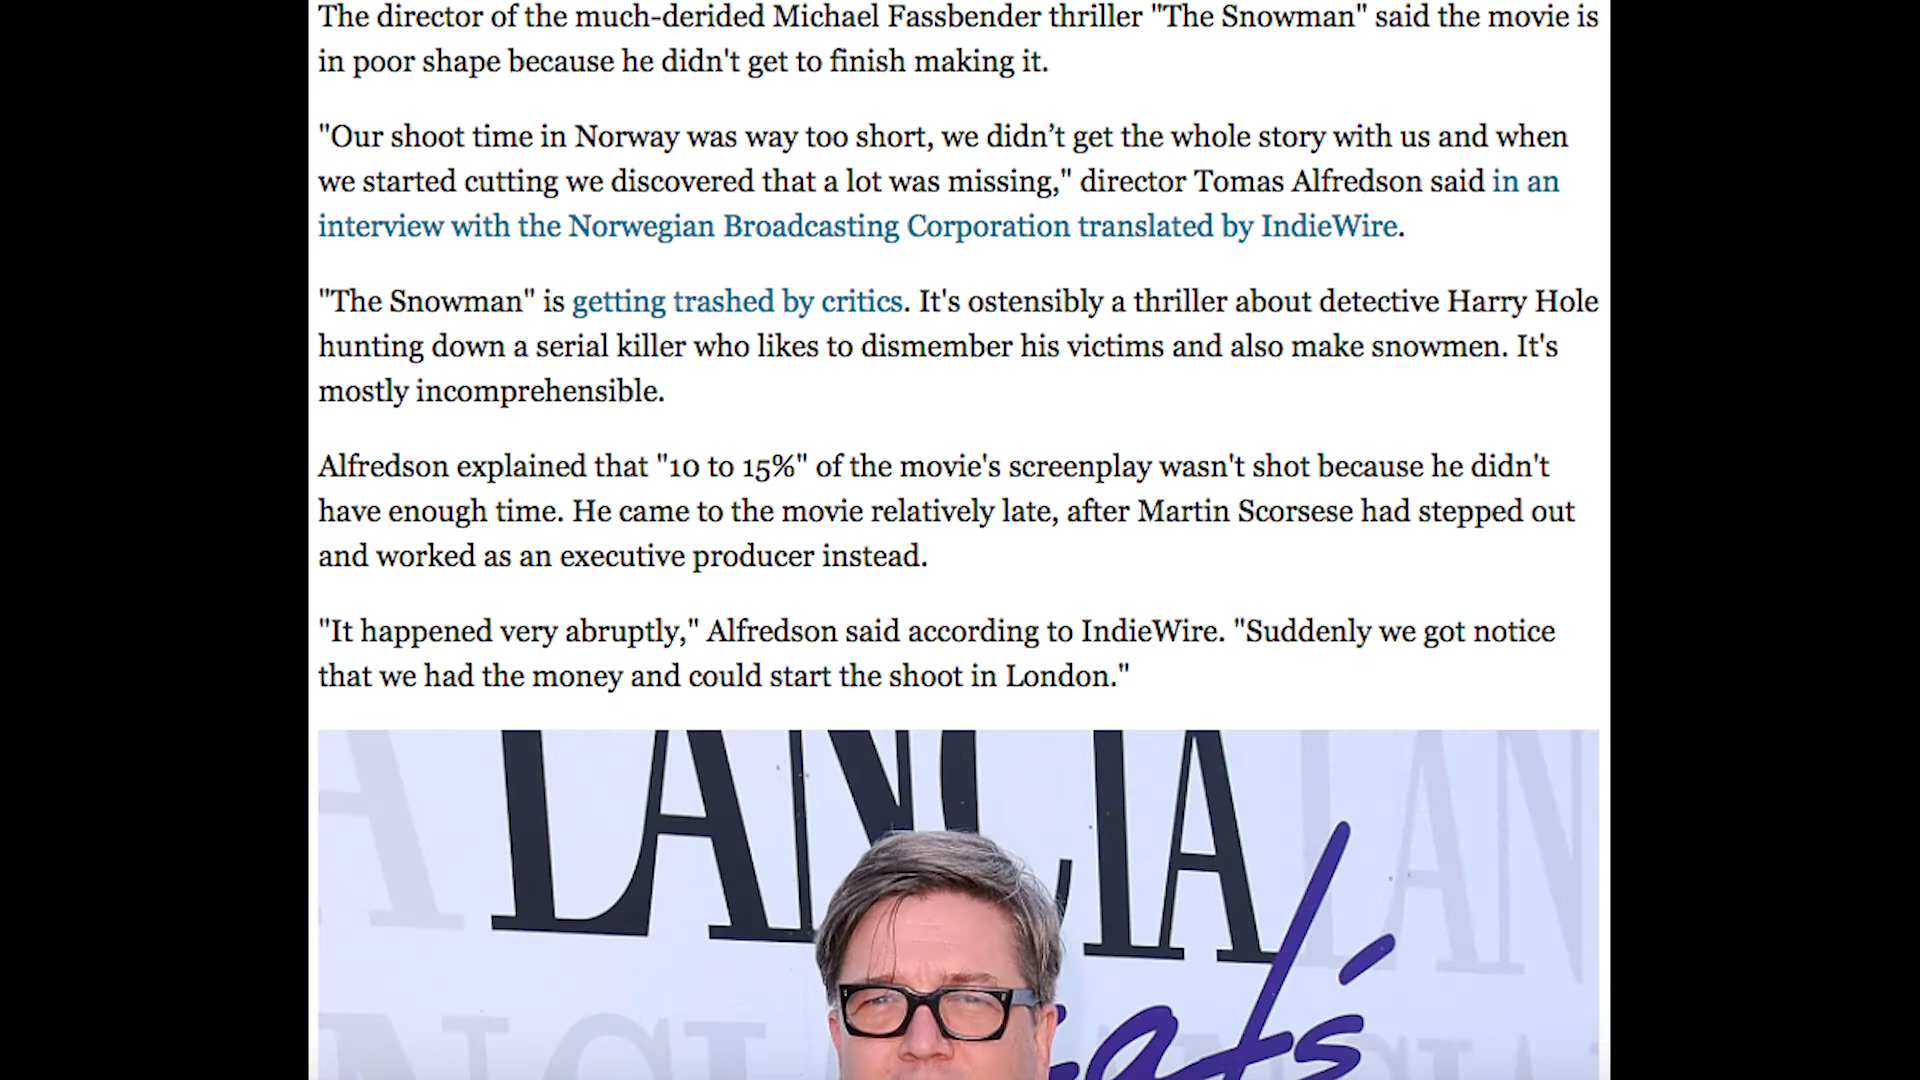 The director of the much-derided Michael Fassbender thriller "The Snowman" said the movie is
in poor shape because he didn't get to finish making it.
"Our shoot time in Norway was way too short, we didn’t get the whole story with us and when
we started cutting we discovered that a lot was missing," director Tomas Alfredson said in an
interview with the Norwegian Broadcasting Corporation translated by IndieWire.
"The Snowman" is getting trashed by critics. It's ostensibly a thriller about detective Harry Hole
hunting down a serial killer who likes to dismember his victims and also make snowmen. It's
mostly incomprehensible.
Alfredson explained that "10 to 15%" of the movie's screenplay wasn't shot because he didn't
have enough time. He came to the movie relatively late, after Martin Scorsese had stepped out
and worked as an executive producer instead.
"It happened very abruptly," Alfredson said according to IndieWire. "Suddenly we got notice
that we had the money and could start the shoot in London."
LANCIA